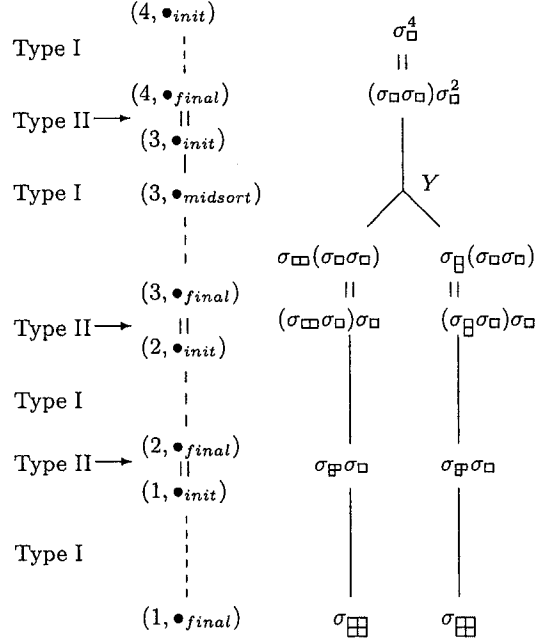 (4, •init) σ□⁴
Type I ||
(4, •final) (σ□σ□)σ□²
Type II → ||
(3, •init)
Type I (3, •midsort) Y
σ□□(σ□σ□) σ⊟(σ□σ□)
(3, •final) || ||
Type II → || (σ□□σ□)σ□ (σ⊟σ□)σ□
(2, •init)
Type I
(2, •final)
Type II → || σ⊞σ□ σ⊞σ□
(1, •init)
Type I
(1, •final) σ⊞ σ⊞